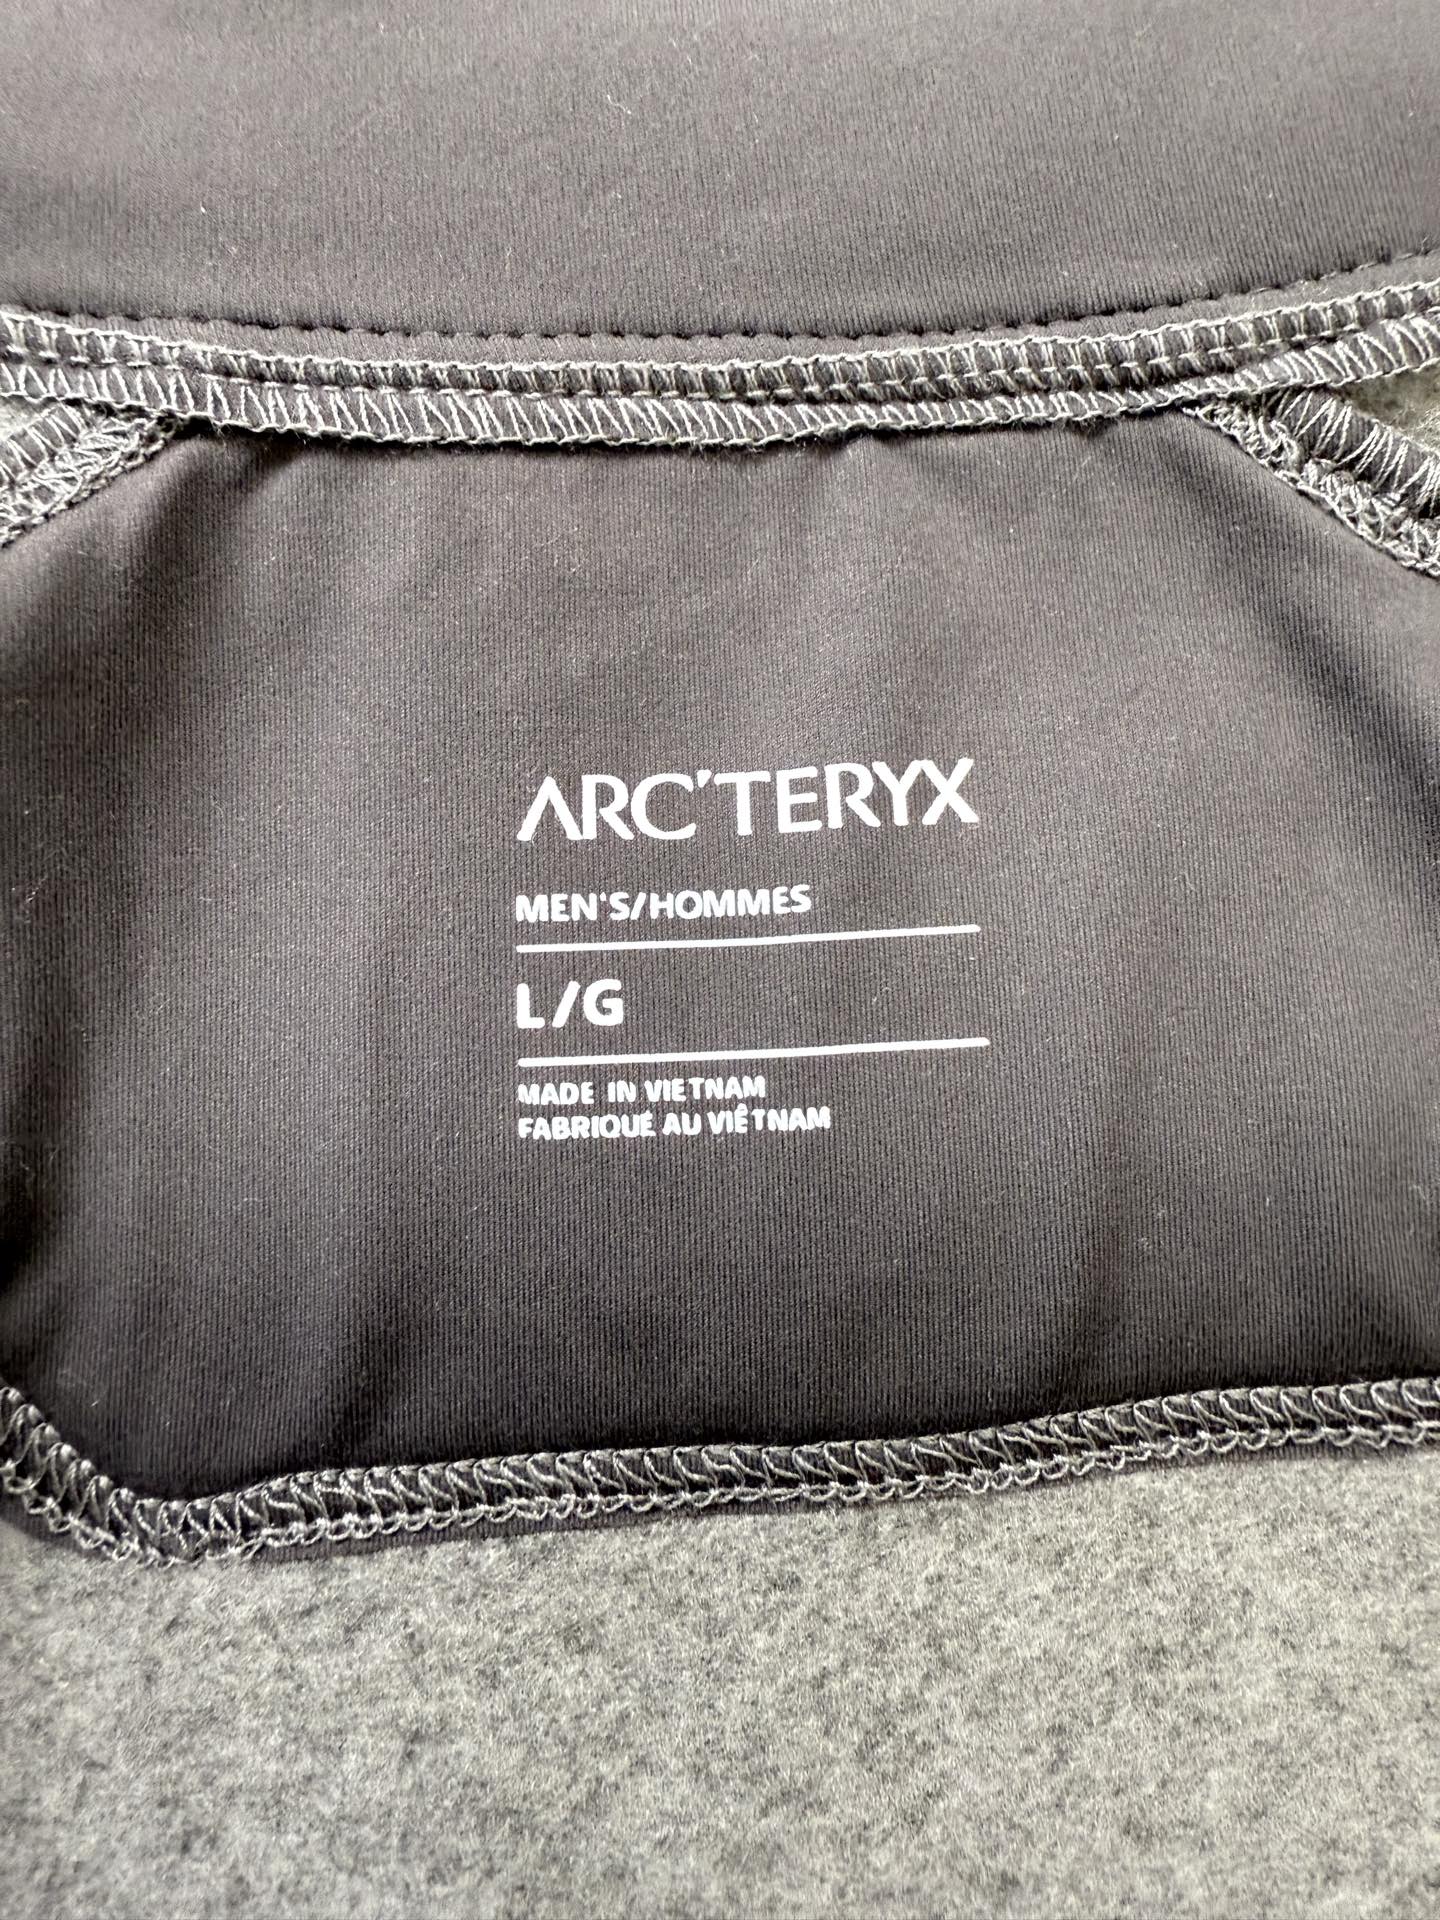 ARC'TERYX
MEN'S/HOMMES
L/G
MADE IN VIETNAM
FABRIQUÉ AU VIÊTNAM